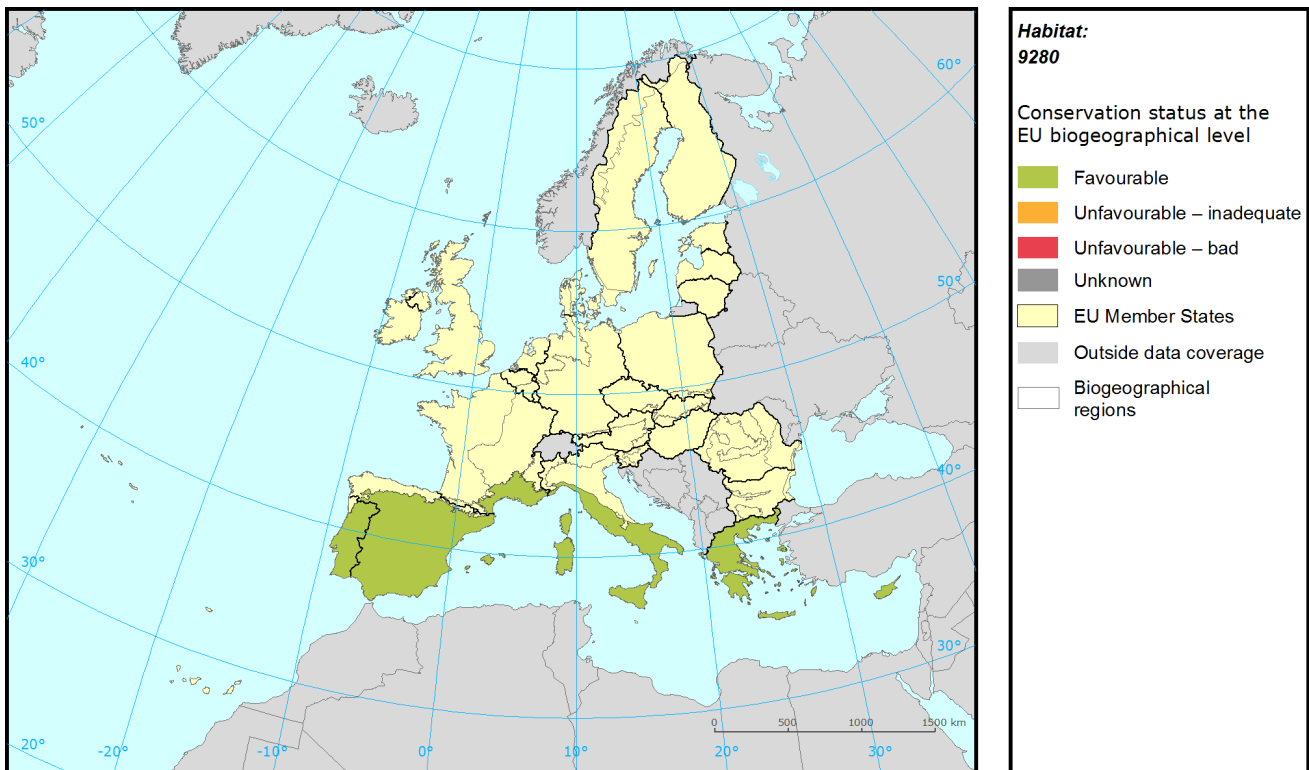 Habitat:
9280
Conservation status at the
EU biogeographical level
Favourable
Unfavourable – inadequate
Unfavourable – bad
Unknown
EU Member States
Outside data coverage
Biogeographical
regions
60°
50°
50°
40°
40°
30°
30°
0 500 1000 1500 km
20° -20° -10° 0° 10° 20° 30°